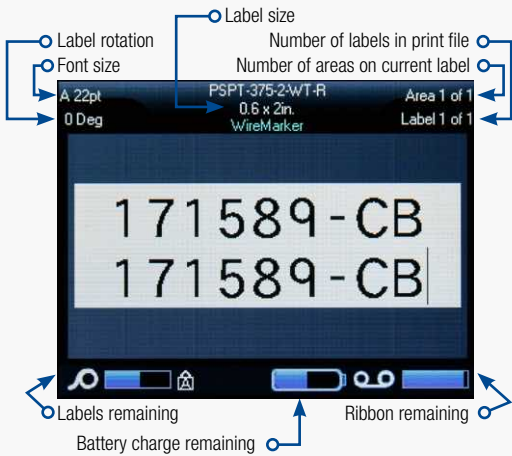 Label size
Label rotation
Number of labels in print file
Font size
Number of areas on current label
A 22pt
PSPT-375-2-WT-R
Area 1 of 1
0 Deg
0.6 x 2in.
Label 1 of 1
WireMarker
171589-CB
171589-CB
A
Labels remaining
Ribbon remaining
Battery charge remaining